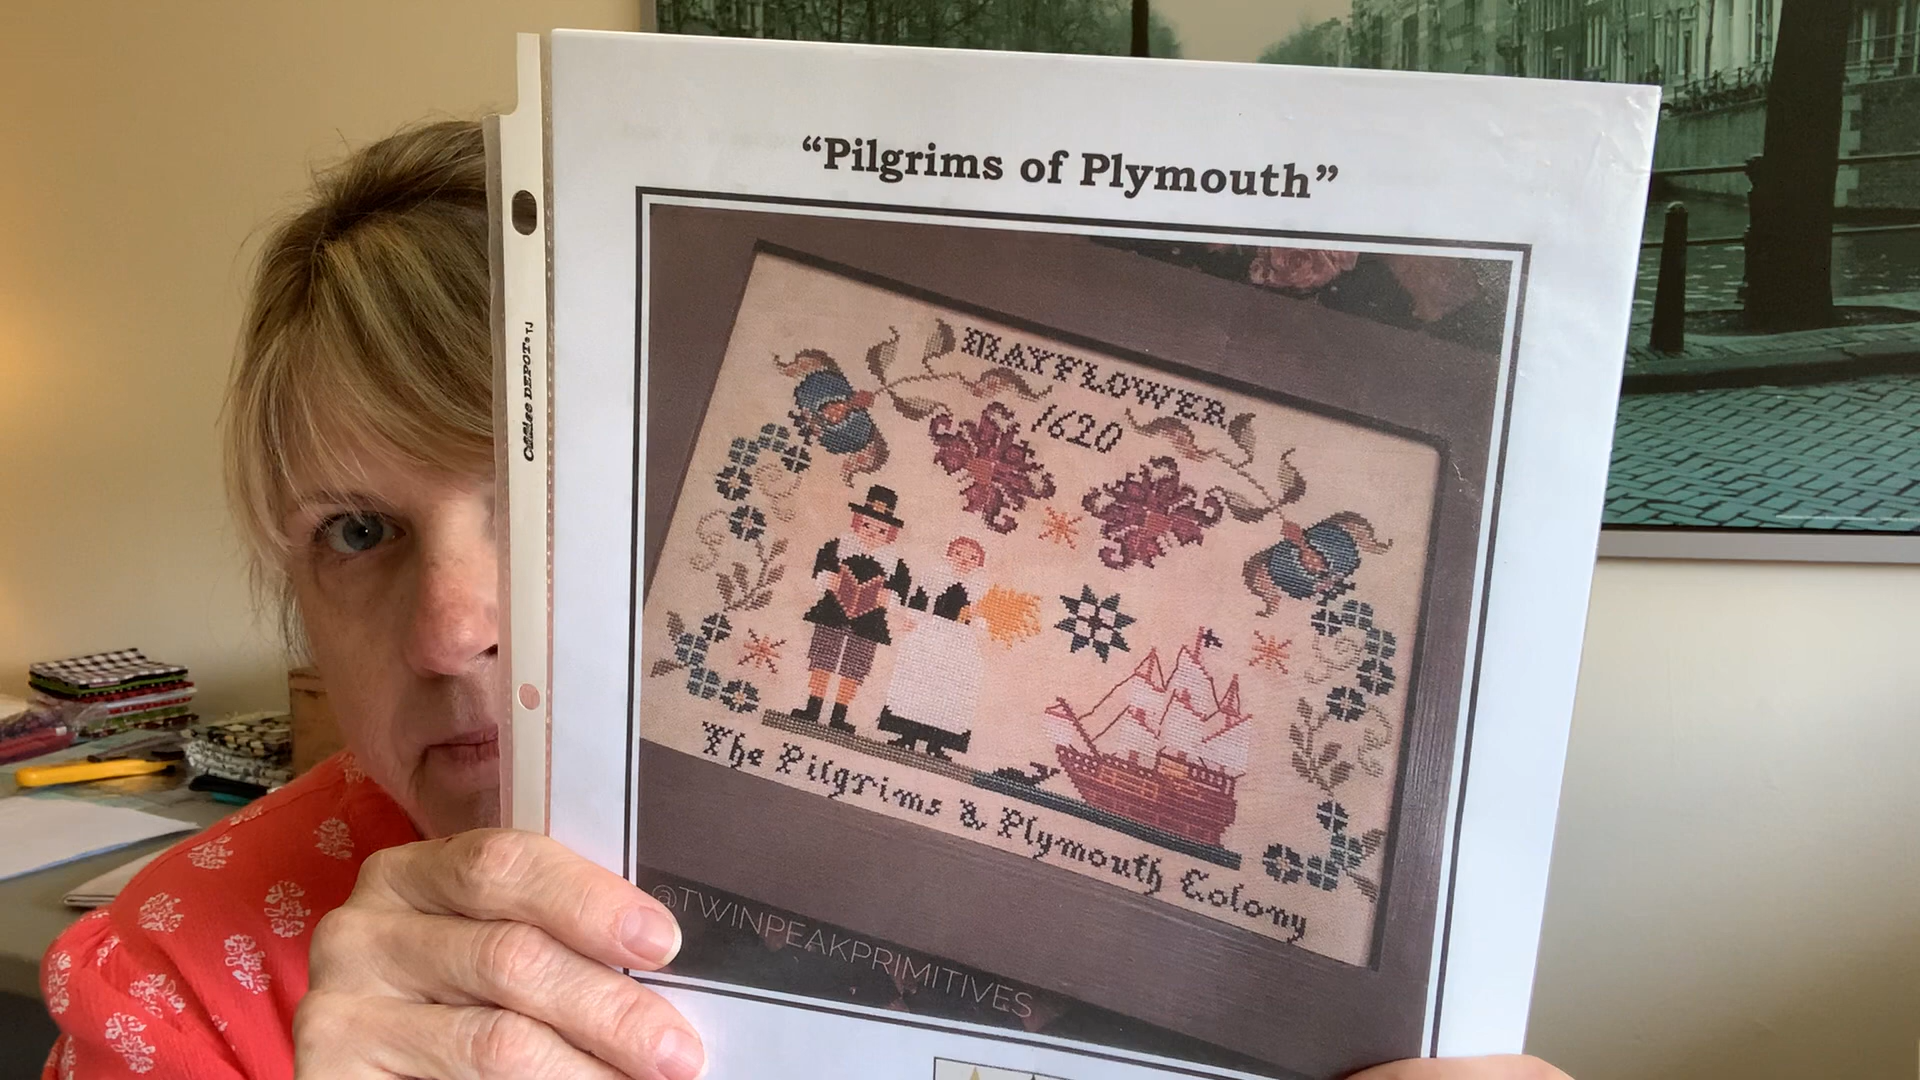 “Pilgrims of Plymouth”
Office DEPOT
MAYFLOWER
1620
The Pilgrims & Plymouth Colony
@TWINPEAKPRIMITIVES